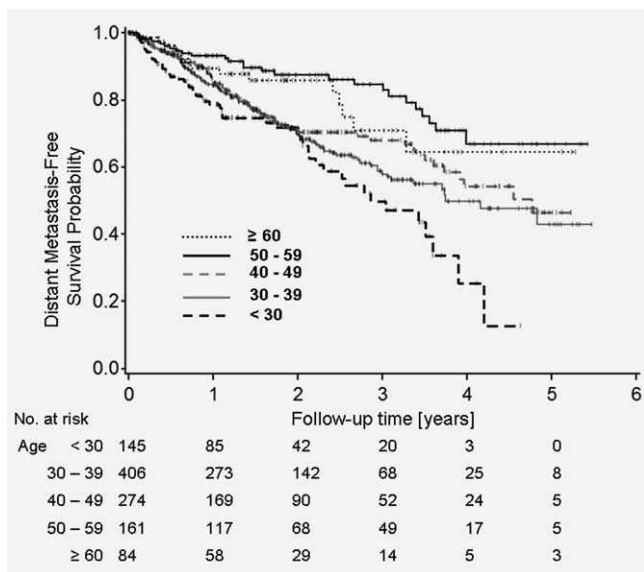 Distant Metastasis-Free
Survival Probability
1.0
0.8
0.6
0.4
0.2
0.0
≥ 60
50 - 59
40 - 49
30 - 39
< 30
0 1 2 3 4 5 6
No. at risk Follow-up time [years]
Age < 30 145 85 42 20 3 0
30 – 39 406 273 142 68 25 8
40 – 49 274 169 90 52 24 5
50 – 59 161 117 68 49 17 5
≥ 60 84 58 29 14 5 3